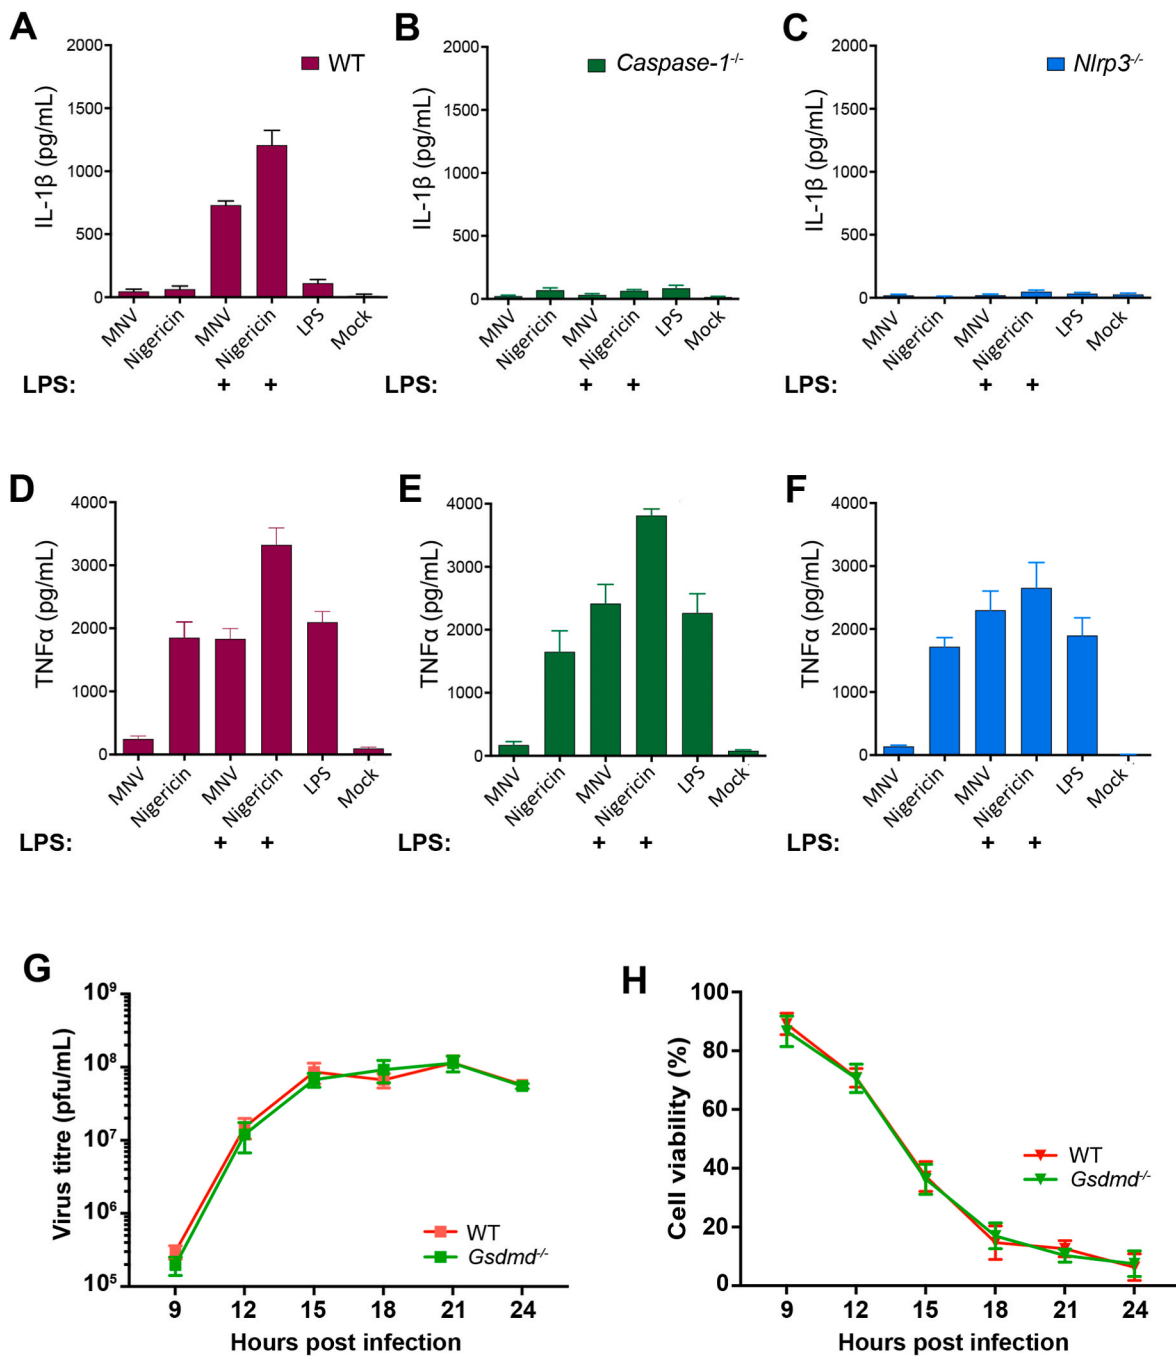 A
B
C
2000
1500
1000
500
0
IL-1β (pg/mL)
WT
MNV
Nigericin
MNV
Nigericin
LPS
Mock
LPS: + +
2000
1500
1000
500
0
IL-1β (pg/mL)
Caspase-1-/-
MNV
Nigericin
MNV
Nigericin
LPS
Mock
LPS: + +
2000
1500
1000
500
0
IL-1β (pg/mL)
Nlrp3-/-
MNV
Nigericin
MNV
Nigericin
LPS
Mock
LPS: + +
D
E
F
4000
3000
2000
1000
0
TNFα (pg/mL)
MNV
Nigericin
MNV
Nigericin
LPS
Mock
LPS: + +
4000
3000
2000
1000
0
TNFα (pg/mL)
MNV
Nigericin
MNV
Nigericin
LPS
Mock
LPS: + +
4000
3000
2000
1000
0
TNFα (pg/mL)
MNV
Nigericin
MNV
Nigericin
LPS
Mock
LPS: + +
G
10⁹
10⁸
10⁷
10⁶
10⁵
Virus titre (pfu/mL)
WT
Gsdmd-/-
9 12 15 18 21 24
Hours post infection
H
100
80
60
40
20
0
Cell viability (%)
WT
Gsdmd-/-
9 12 15 18 21 24
Hours post infection